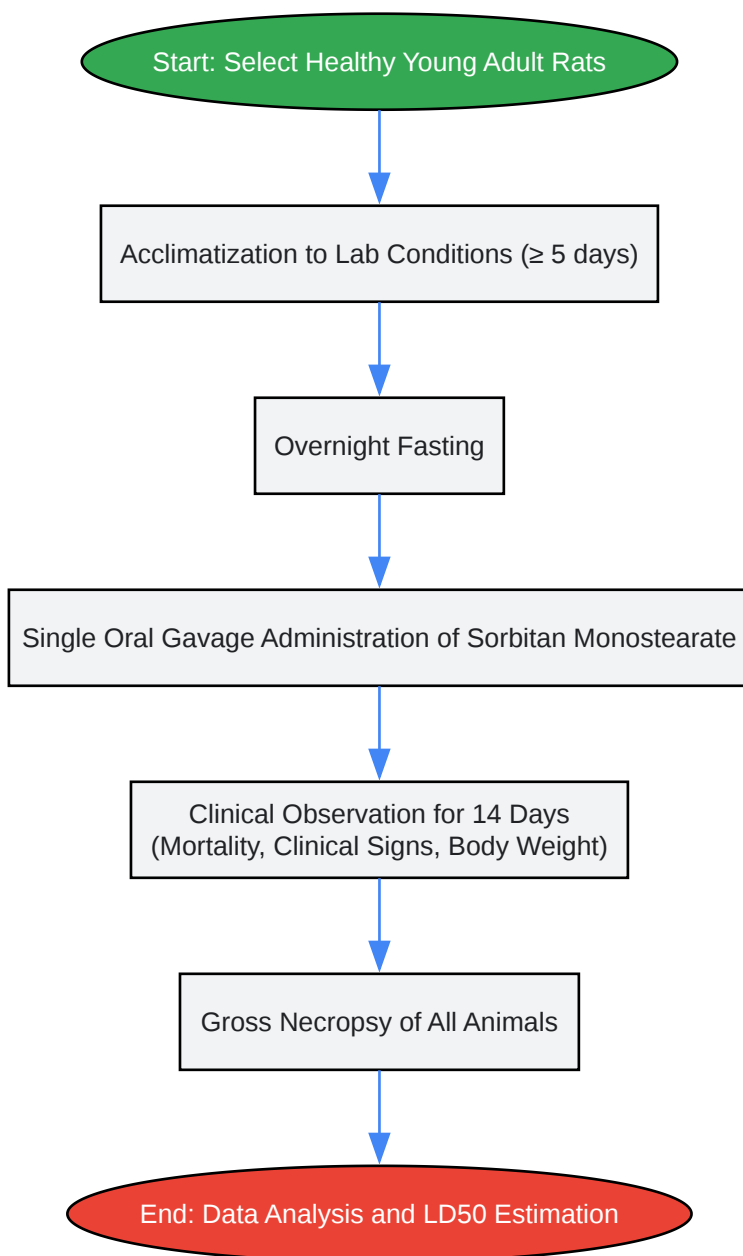 Start: Select Healthy Young Adult Rats
Acclimatization to Lab Conditions (≥ 5 days)
Overnight Fasting
Single Oral Gavage Administration of Sorbitan Monostearate
Clinical Observation for 14 Days
(Mortality, Clinical Signs, Body Weight)
Gross Necropsy of All Animals
End: Data Analysis and LD50 Estimation